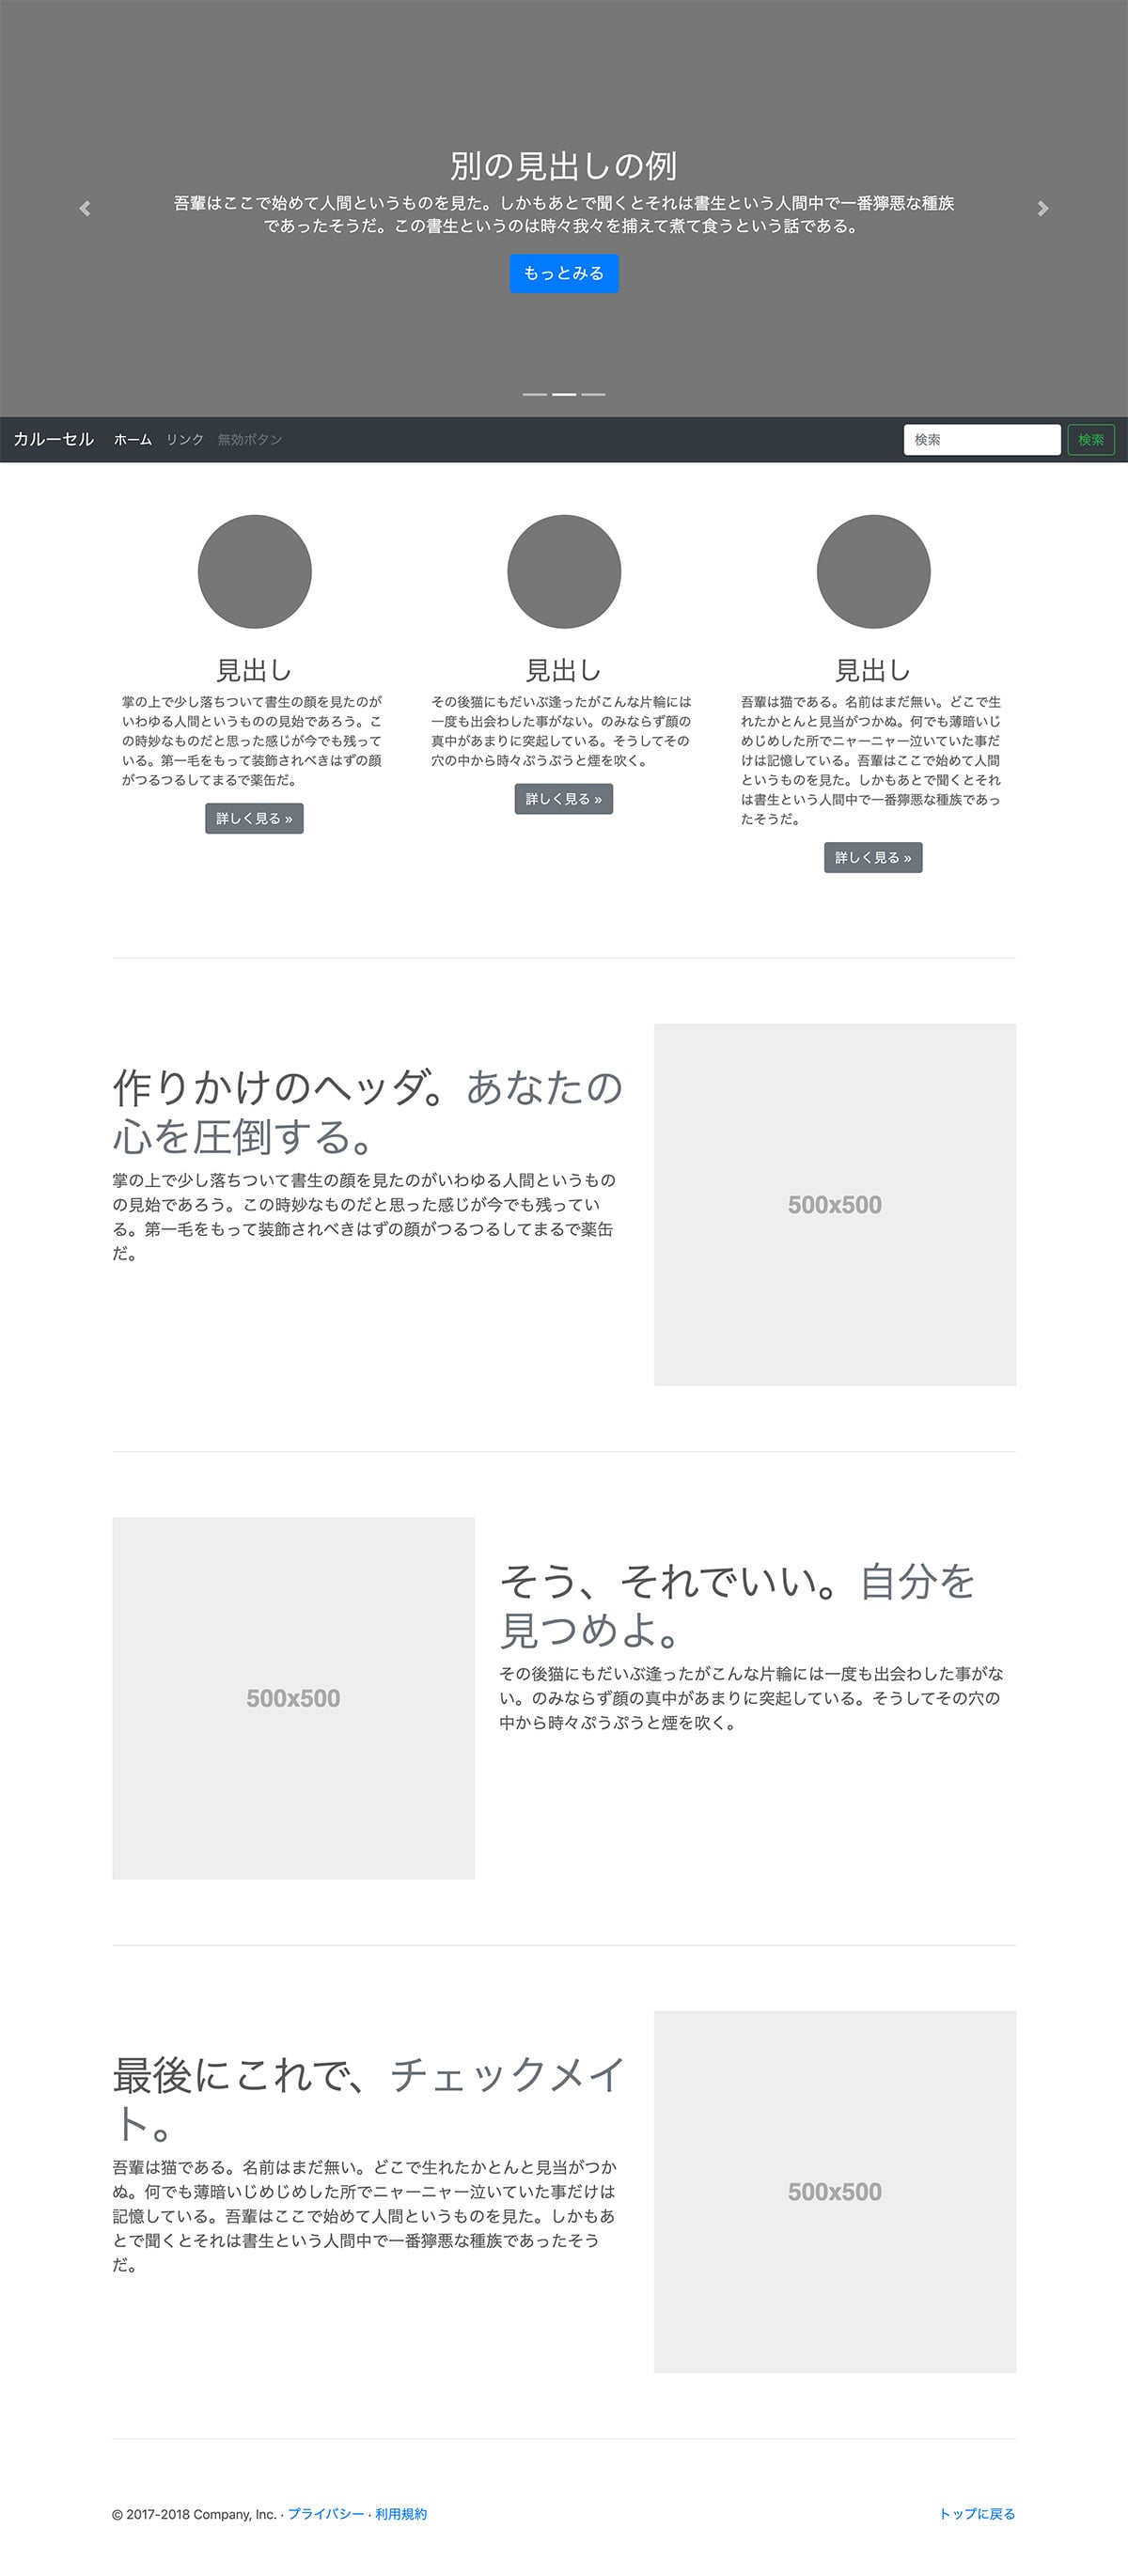 別の見出しの例
吾輩はここで始めて人間というものを見た。しかもあとで聞くとそれは書生という人間中で一番獰悪な種族
であったそうだ。この書生というのは時々我々を捕えて煮て食うという話である。
もっとみる
カルーセル ホーム リンク 無効ボタン 検索 検索
見出し
掌の上で少し落ちついて書生の顔を見たのが
いわゆる人間というものの見始であろう。こ
の時妙なものだと思った感じが今でも残って
いる。第一毛をもって装飾されべきはずの顔
がつるつるしてまるで薬缶だ。
詳しく見る »
見出し
その後猫にもだいぶ逢ったがこんな片輪には
一度も出会わした事がない。のみならず顔の
真中があまりに突起している。そうしてその
穴の中から時々ぷうぷうと煙を吹く。
詳しく見る »
見出し
吾輩は猫である。名前はまだ無い。どこで生
れたかとんと見当がつかぬ。何でも薄暗いじ
めじめした所でニャーニャー泣いていた事だ
けは記憶している。吾輩はここで始めて人間
というものを見た。しかもあとで聞くとそれ
は書生という人間中で一番獰悪な種族であっ
たそうだ。
詳しく見る »
作りかけのヘッダ。あなたの
心を圧倒する。
掌の上で少し落ちついて書生の顔を見たのがいわゆる人間というもの
の見始であろう。この時妙なものだと思った感じが今でも残ってい
る。第一毛をもって装飾されべきはずの顔がつるつるしてまるで薬缶
だ。
500x500
500x500
そう、それでいい。自分を
見つめよ。
その後猫にもだいぶ逢ったがこんな片輪には一度も出会わした事がな
い。のみならず顔の真中があまりに突起している。そうしてその穴の
中から時々ぷうぷうと煙を吹く。
最後にこれで、チェックメイ
ト。
吾輩は猫である。名前はまだ無い。どこで生れたかとんと見当がつか
ぬ。何でも薄暗いじめじめした所でニャーニャー泣いていた事だけは
記憶している。吾輩はここで始めて人間というものを見た。しかもあ
とで聞くとそれは書生という人間中で一番獰悪な種族であったそう
だ。
500x500
© 2017-2018 Company, Inc. · プライバシー · 利用規約 トップに戻る